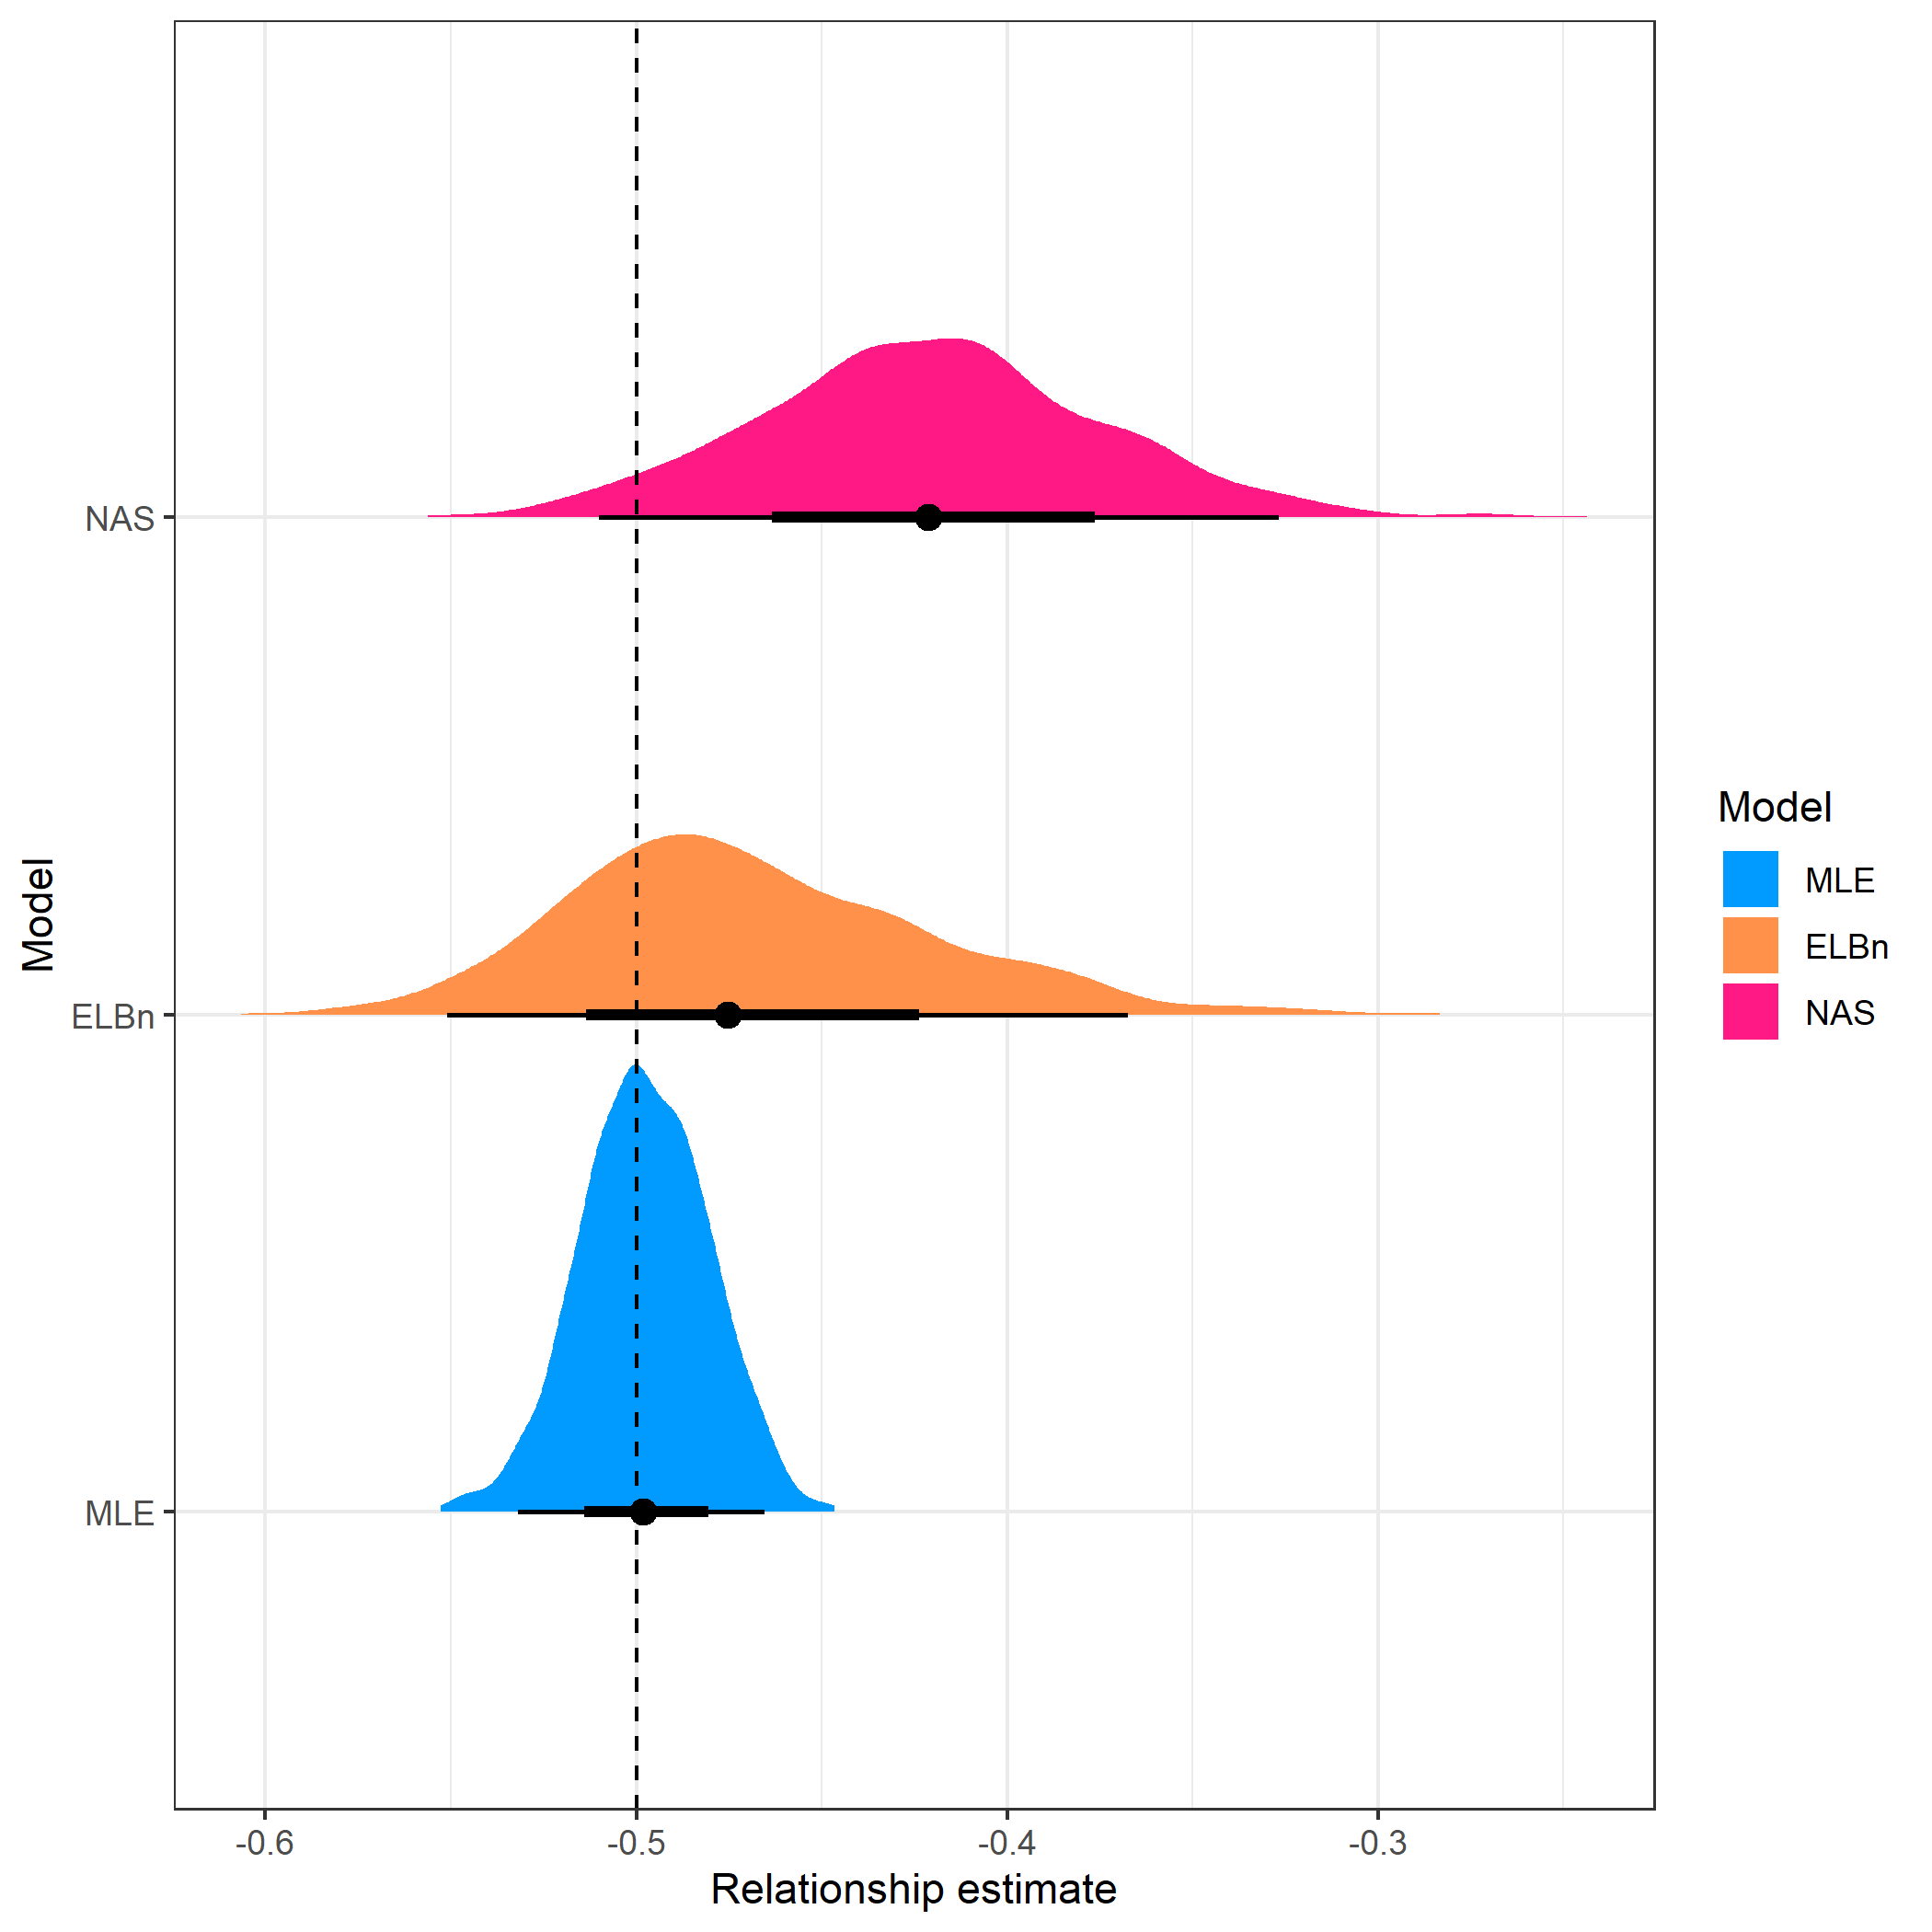 Model
NAS
ELBn
MLE
-0.6
-0.5
-0.4
-0.3
Relationship estimate
Model
MLE
ELBn
NAS